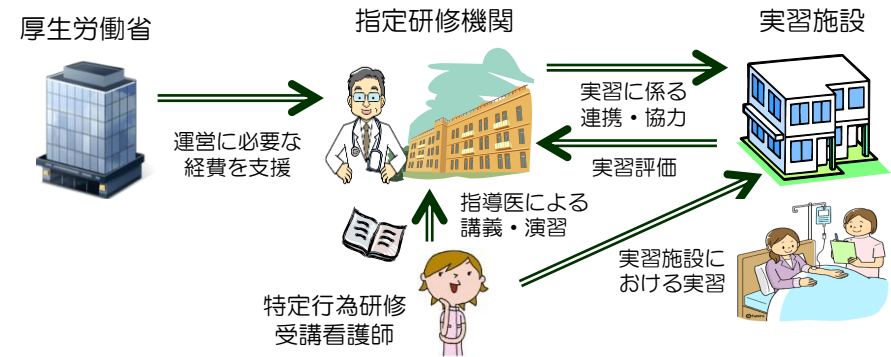 厚生労働省
指定研修機関
実習施設
運営に必要な
経費を支援
実習に係る
連携・協力
実習評価
指導医による
講義・演習
実習施設に
おける実習
特定行為研修
受講看護師